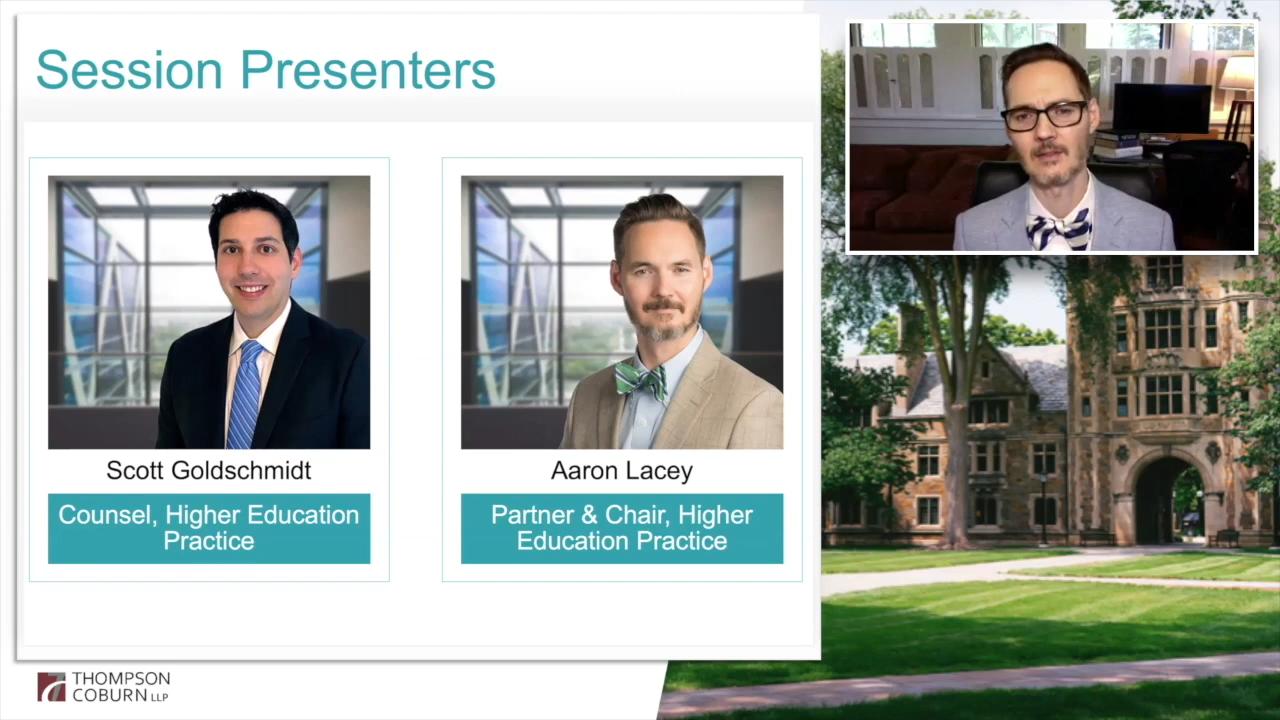 Session Presenters
Scott Goldschmidt
Counsel, Higher Education
Practice
Aaron Lacey
Partner & Chair, Higher
Education Practice
THOMPSON
COBURN LLP